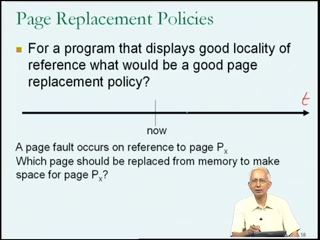 Page Replacement Policies
For a program that displays good locality of
reference what would be a good page
replacement policy?
t
now
A page fault occurs on reference to page Px
Which page should be replaced from memory to make
space for page Px?